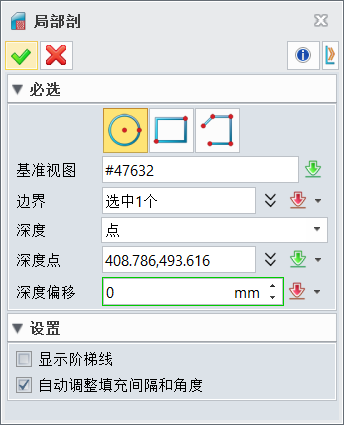 局部剖
必选
基准视图 #47632
边界 选中1个
深度 点
深度点 408.786,493.616
深度偏移 0 mm
设置
显示阶梯线
自动调整填充间隔和角度